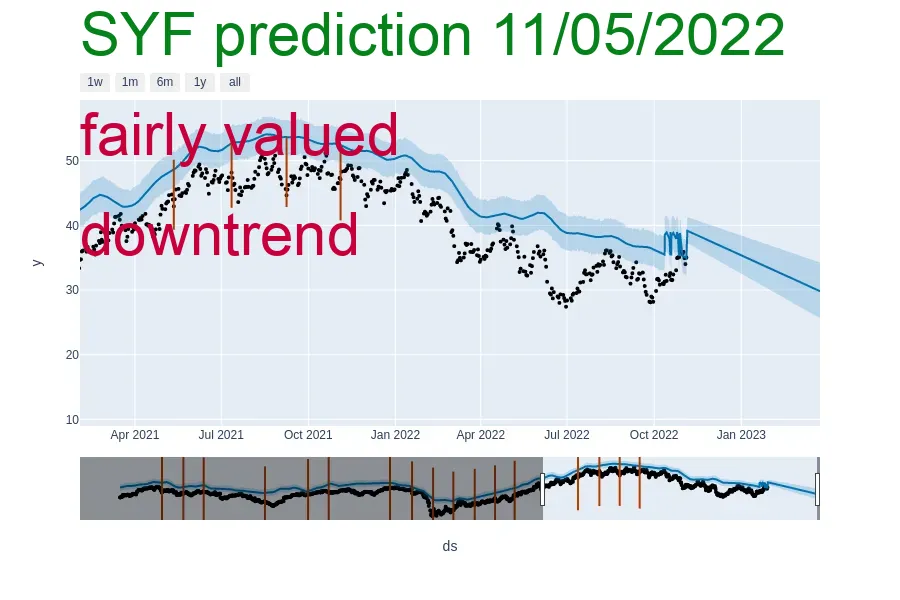 SYF prediction 11/05/2022
1w 1m 6m 1y all
fairly valued
downtrend
50
40
30
20
10
y
Apr 2021 Jul 2021 Oct 2021 Jan 2022 Apr 2022 Jul 2022 Oct 2022 Jan 2023
ds